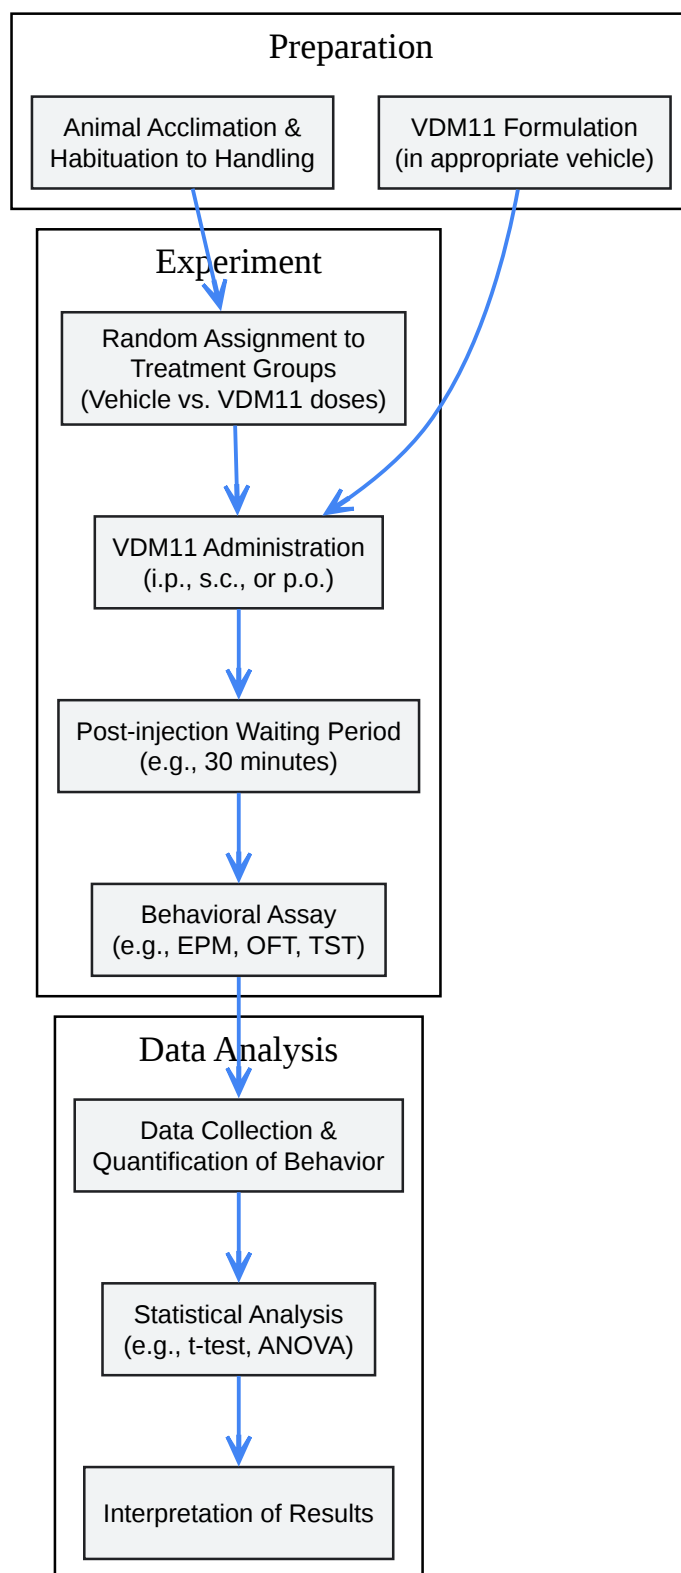 Preparation
Animal Acclimation &
Habituation to Handling
VDM11 Formulation
(in appropriate vehicle)
Experiment
Random Assignment to
Treatment Groups
(Vehicle vs. VDM11 doses)
VDM11 Administration
(i.p., s.c., or p.o.)
Post-injection Waiting Period
(e.g., 30 minutes)
Behavioral Assay
(e.g., EPM, OFT, TST)
Data Analysis
Data Collection &
Quantification of Behavior
Statistical Analysis
(e.g., t-test, ANOVA)
Interpretation of Results